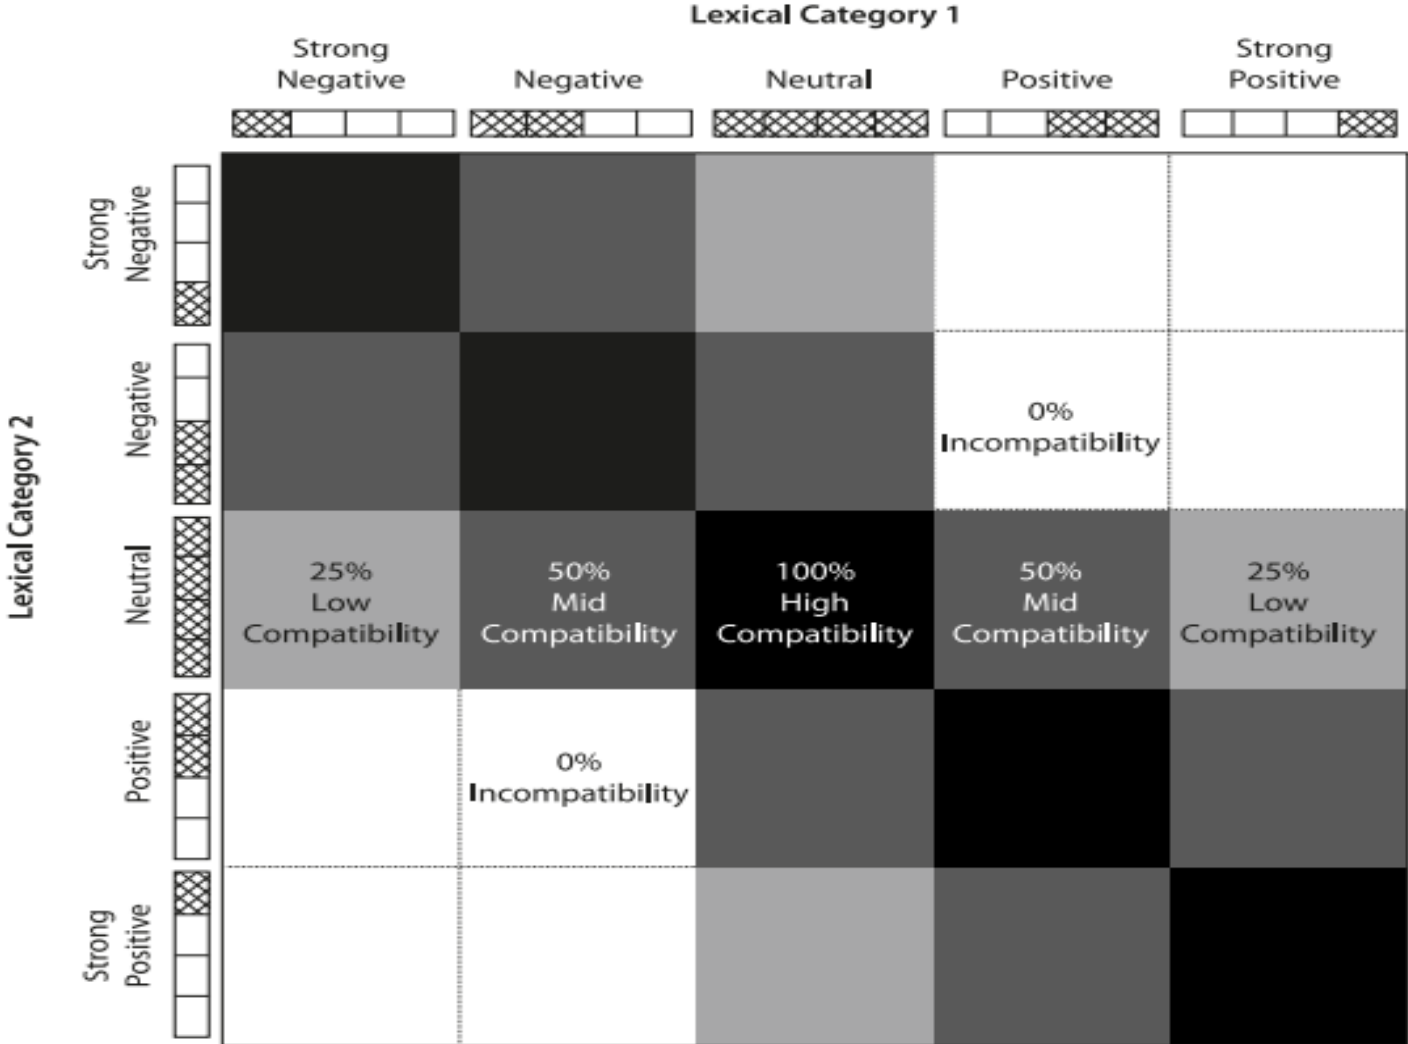 Lexical Category 1
Strong
Negative
Negative
Neutral
Positive
Strong
Positive
Lexical Category 2
Strong
Negative
Negative
0%
Incompatibility
Neutral
25%
Low
Compatibility
50%
Mid
Compatibility
100%
High
Compatibility
50%
Mid
Compatibility
25%
Low
Compatibility
Positive
0%
Incompatibility
Strong
Positive